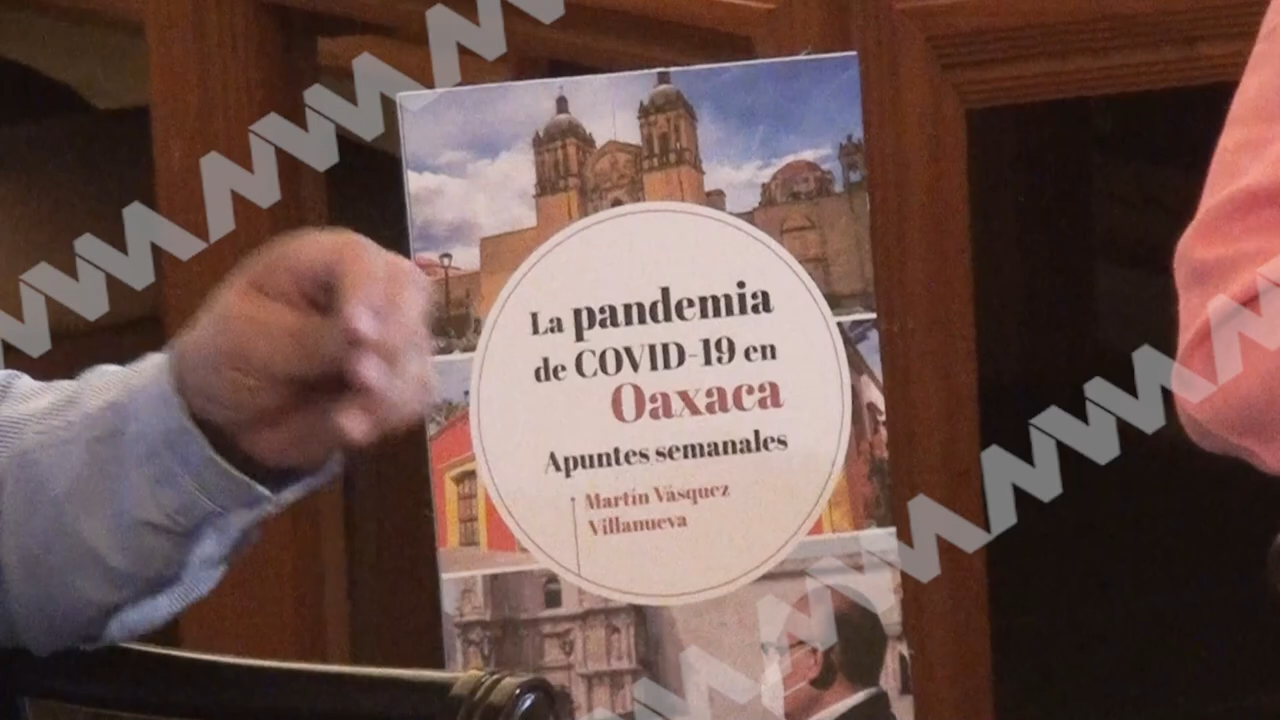 La pandemia
de COVID-19 en
Oaxaca
Apuntes semanales
Martín Vásquez
Villanueva